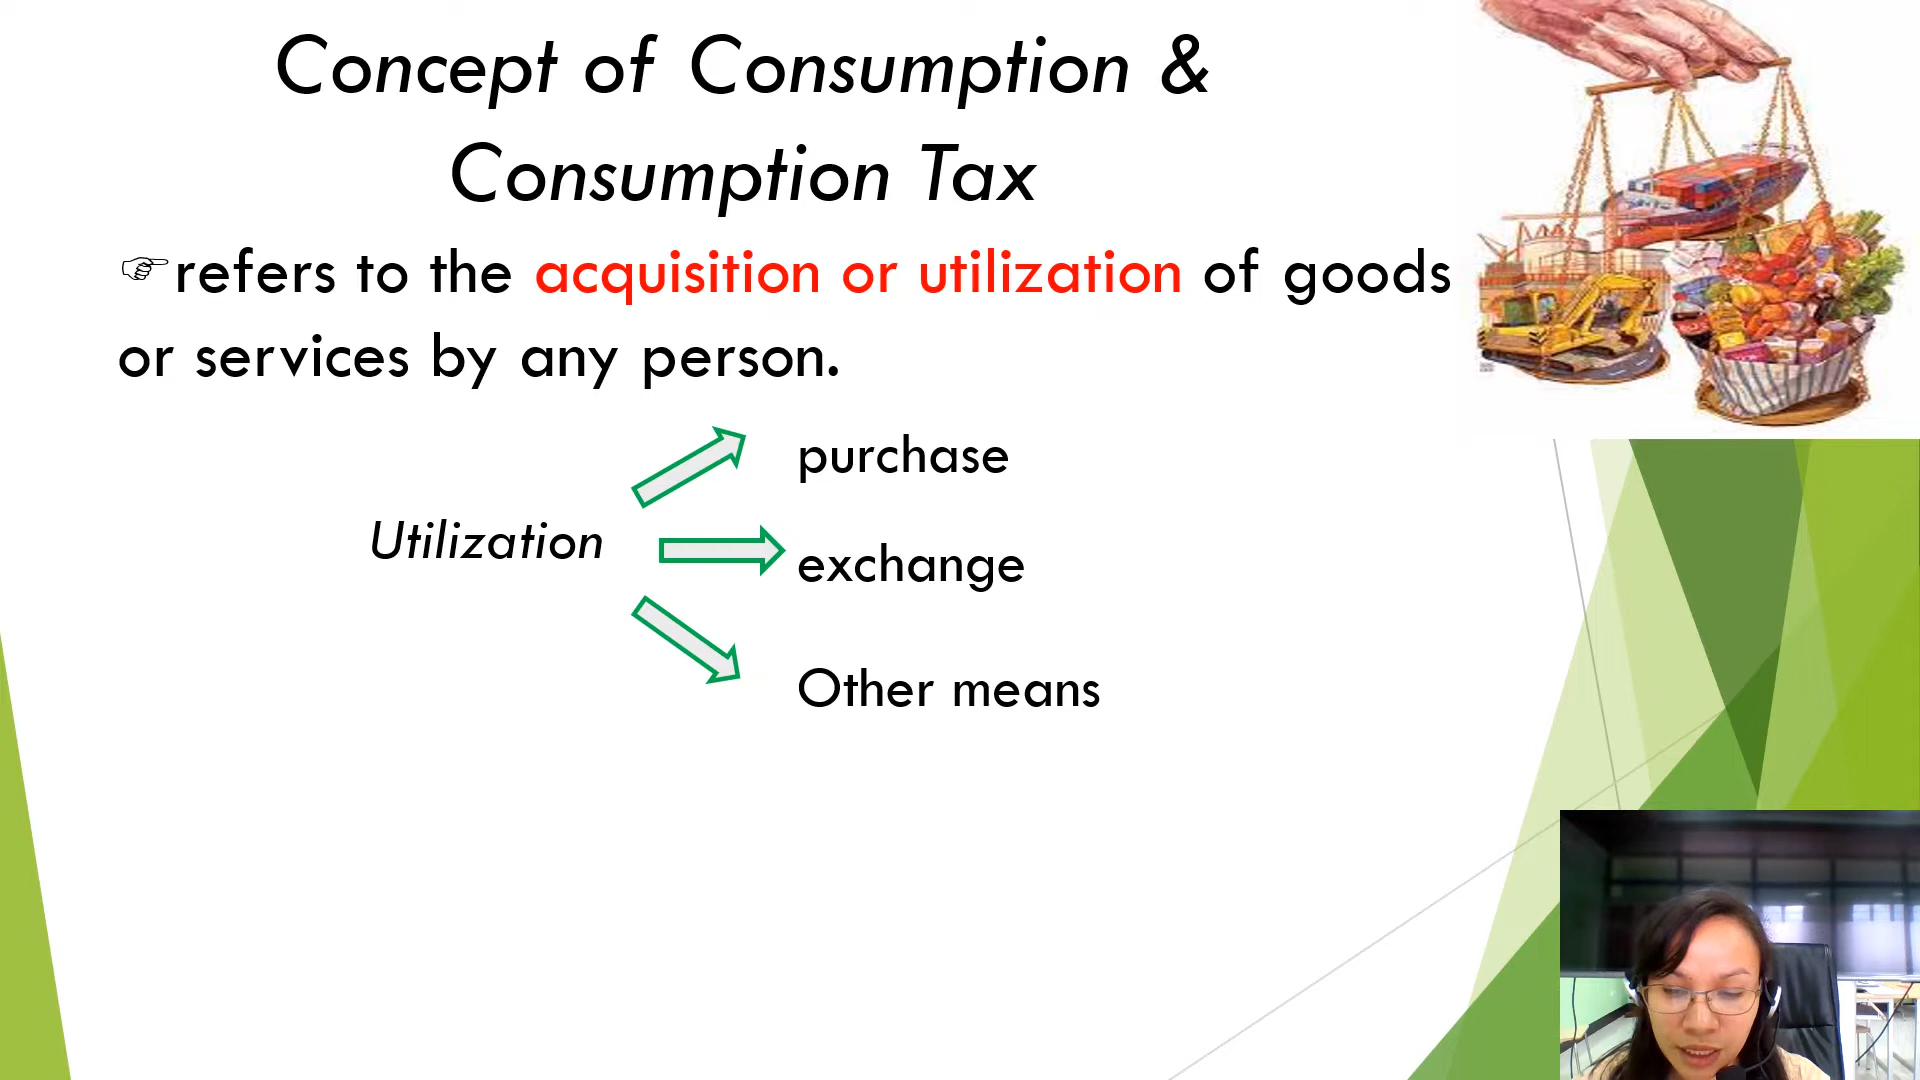 Concept of Consumption &
Consumption Tax
☞refers to the acquisition or utilization of goods
or services by any person.
purchase
Utilization
exchange
Other means